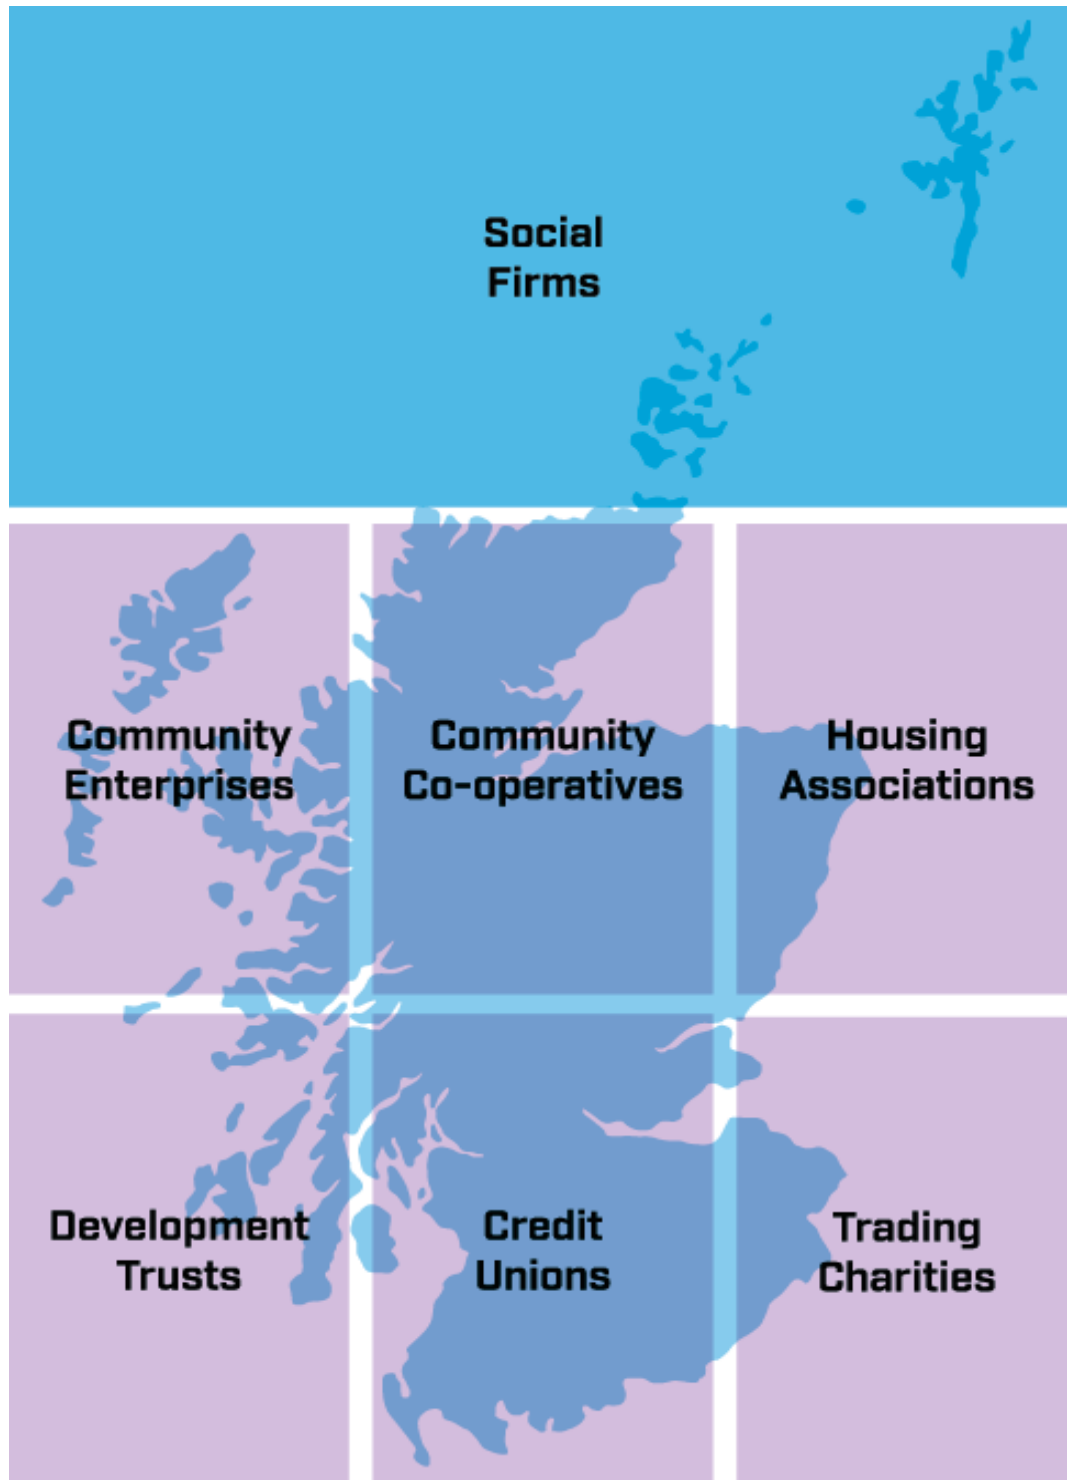 Social
Firms
Community
Enterprises
Community
Co-operatives
Housing
Associations
Development
Trusts
Credit
Unions
Trading
Charities